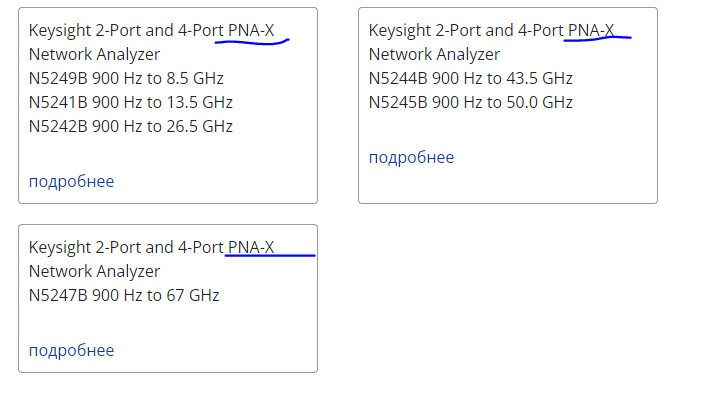 Keysight 2-Port and 4-Port PNA-X
Network Analyzer
N5249B 900 Hz to 8.5 GHz
N5241B 900 Hz to 13.5 GHz
N5242B 900 Hz to 26.5 GHz
подробнее
Keysight 2-Port and 4-Port PNA-X
Network Analyzer
N5244B 900 Hz to 43.5 GHz
N5245B 900 Hz to 50.0 GHz
подробнее
Keysight 2-Port and 4-Port PNA-X
Network Analyzer
N5247B 900 Hz to 67 GHz
подробнее